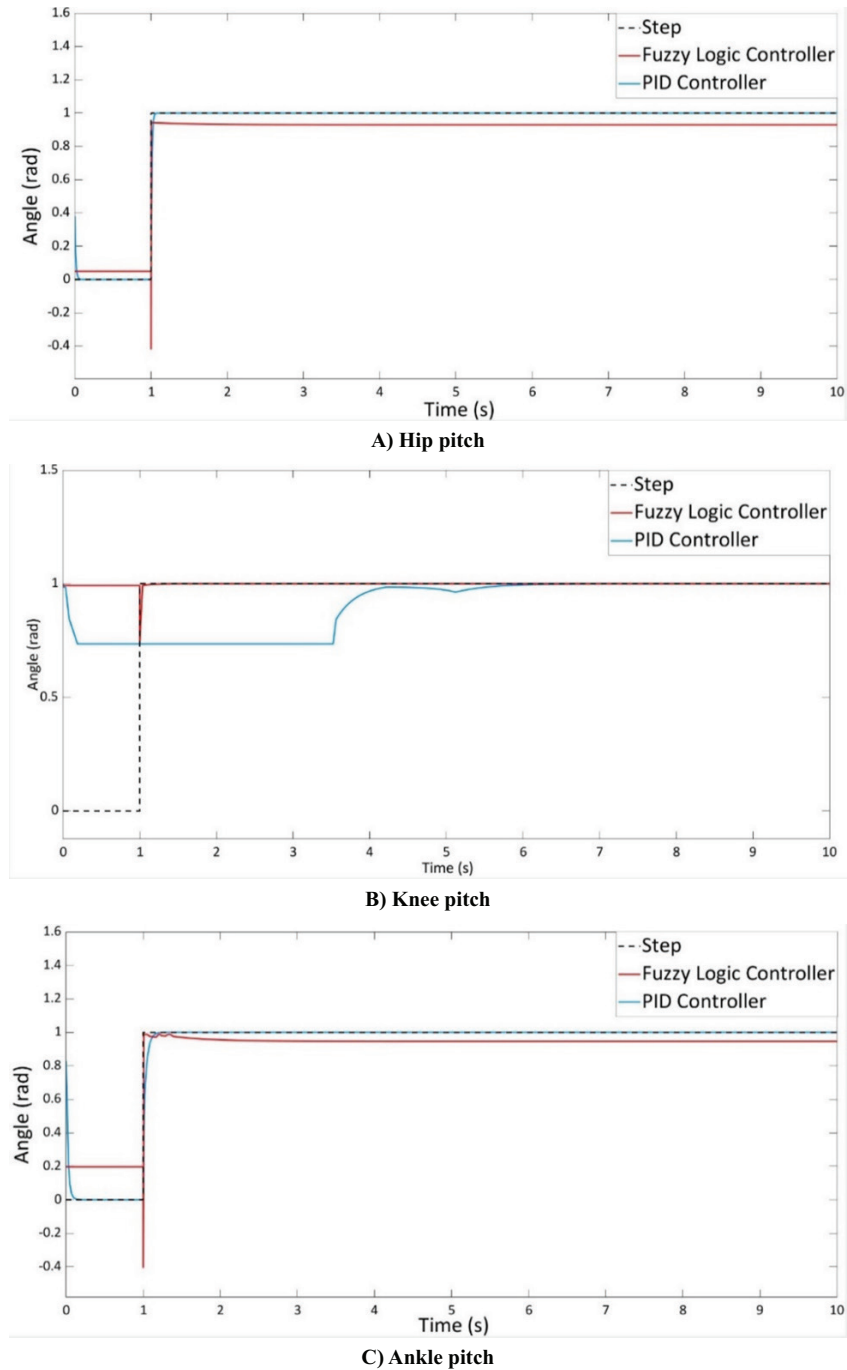 1.6
1.4
1.2
1
0.8
0.6
0.4
0.2
0
-0.2
-0.4
Angle (rad)
Step
Fuzzy Logic Controller
PID Controller
0 1 2 3 4 5 6 7 8 9 10
Time (s)
A) Hip pitch
1.5
1
0.5
0
Angle (rad)
Step
Fuzzy Logic Controller
PID Controller
0 1 2 3 4 5 6 7 8 9 10
Time (s)
B) Knee pitch
1.6
1.4
1.2
1
0.8
0.6
0.4
0.2
0
-0.2
-0.4
Angle (rad)
Step
Fuzzy Logic Controller
PID Controller
0 1 2 3 4 5 6 7 8 9 10
Time (s)
C) Ankle pitch